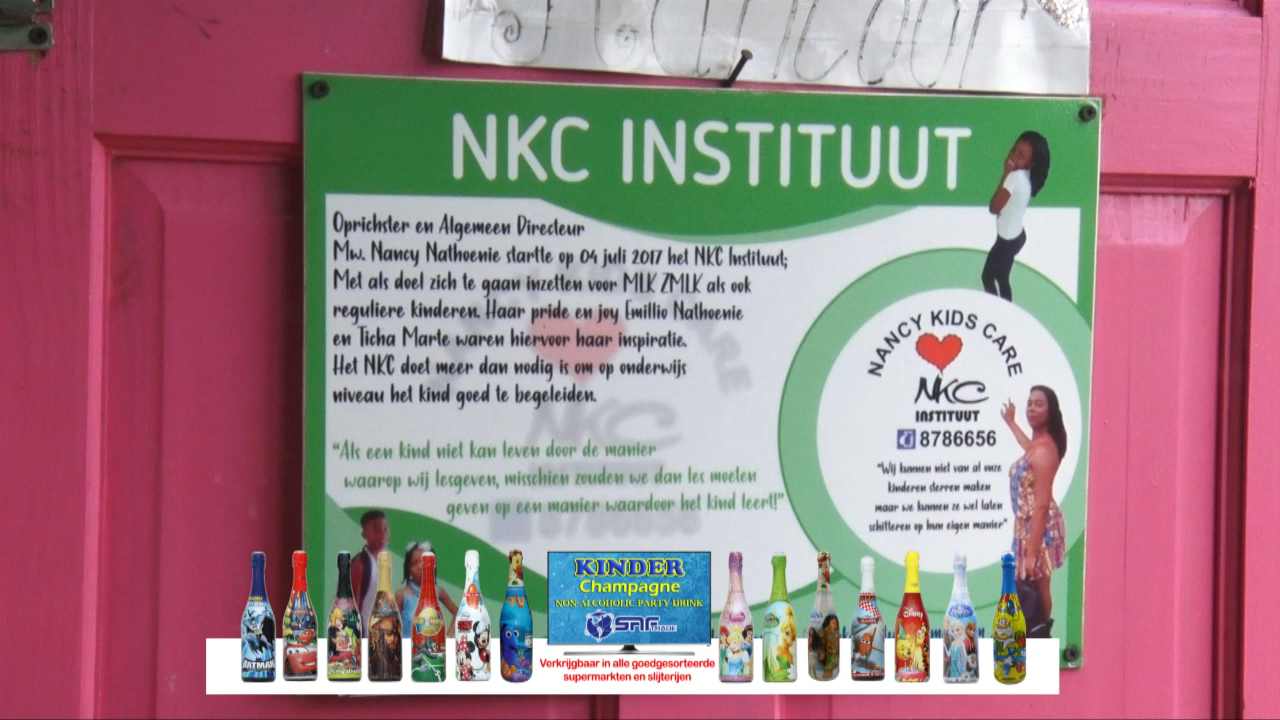 NKC INSTITUUT
Oprichster en Algemeen Directeur
Mw. Nancy Nathoenie startte op 04 juli 2017 het NKC Instituut;
Met als doel zich te gaan inzetten voor MLK ZMLK als ook
reguliere kinderen. Haar pride en joy Emillio Nathoenie
en Ticha Marte waren hiervoor haar inspiratie.
Het NKC doet meer dan nodig is om op onderwijs
niveau het kind goed te begeleiden.
"Als een kind niet kan leven door de manier
waarop wij lesgeven, misschien zouden we dan les moeten
geven op een manier waardoor het kind leert!"
NANCY KIDS CARE
NKC
INSTITUUT
8786656
"Wij kunnen niet van al onze
kinderen sterren maken
maar we kunnen ze wel laten
schitteren op hun eigen manier"
KINDER
Champagne
NON-ALCOHOLIC PARTY DRINK
SNR TRADE
Verkrijgbaar in alle goedgesorteerde
supermarkten en slijterijen
BATMAN
Disney